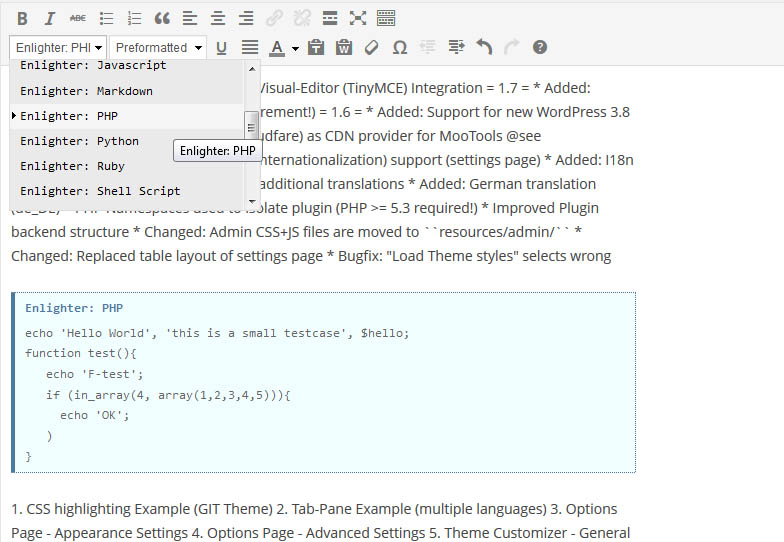 B I ABC
Enlighter: PHI Preformatted U A T W Ω ?
Enlighter: Javascript
Enlighter: Markdown
Enlighter: PHP
Enlighter: Python
Enlighter: Ruby
Enlighter: Shell Script
Enlighter: PHP
Visual-Editor (TinyMCE) Integration = 1.7 = * Added:
rement!) = 1.6 = * Added: Support for new WordPress 3.8
udfare) as CDN provider for MooTools @see
nternationalization) support (settings page) * Added: I18n
additional translations * Added: German translation
(de_DE) * PHP Namespaces used to isolate plugin (PHP >= 5.3 required!) * Improved Plugin
backend structure * Changed: Admin CSS+JS files are moved to ``resources/admin/`` *
Changed: Replaced table layout of settings page * Bugfix: "Load Theme styles" selects wrong
Enlighter: PHP
echo 'Hello World', 'this is a small testcase', $hello;
function test(){
echo 'F-test';
if (in_array(4, array(1,2,3,4,5))){
echo 'OK';
)
}
1. CSS highlighting Example (GIT Theme) 2. Tab-Pane Example (multiple languages) 3. Options
Page - Appearance Settings 4. Options Page - Advanced Settings 5. Theme Customizer - General